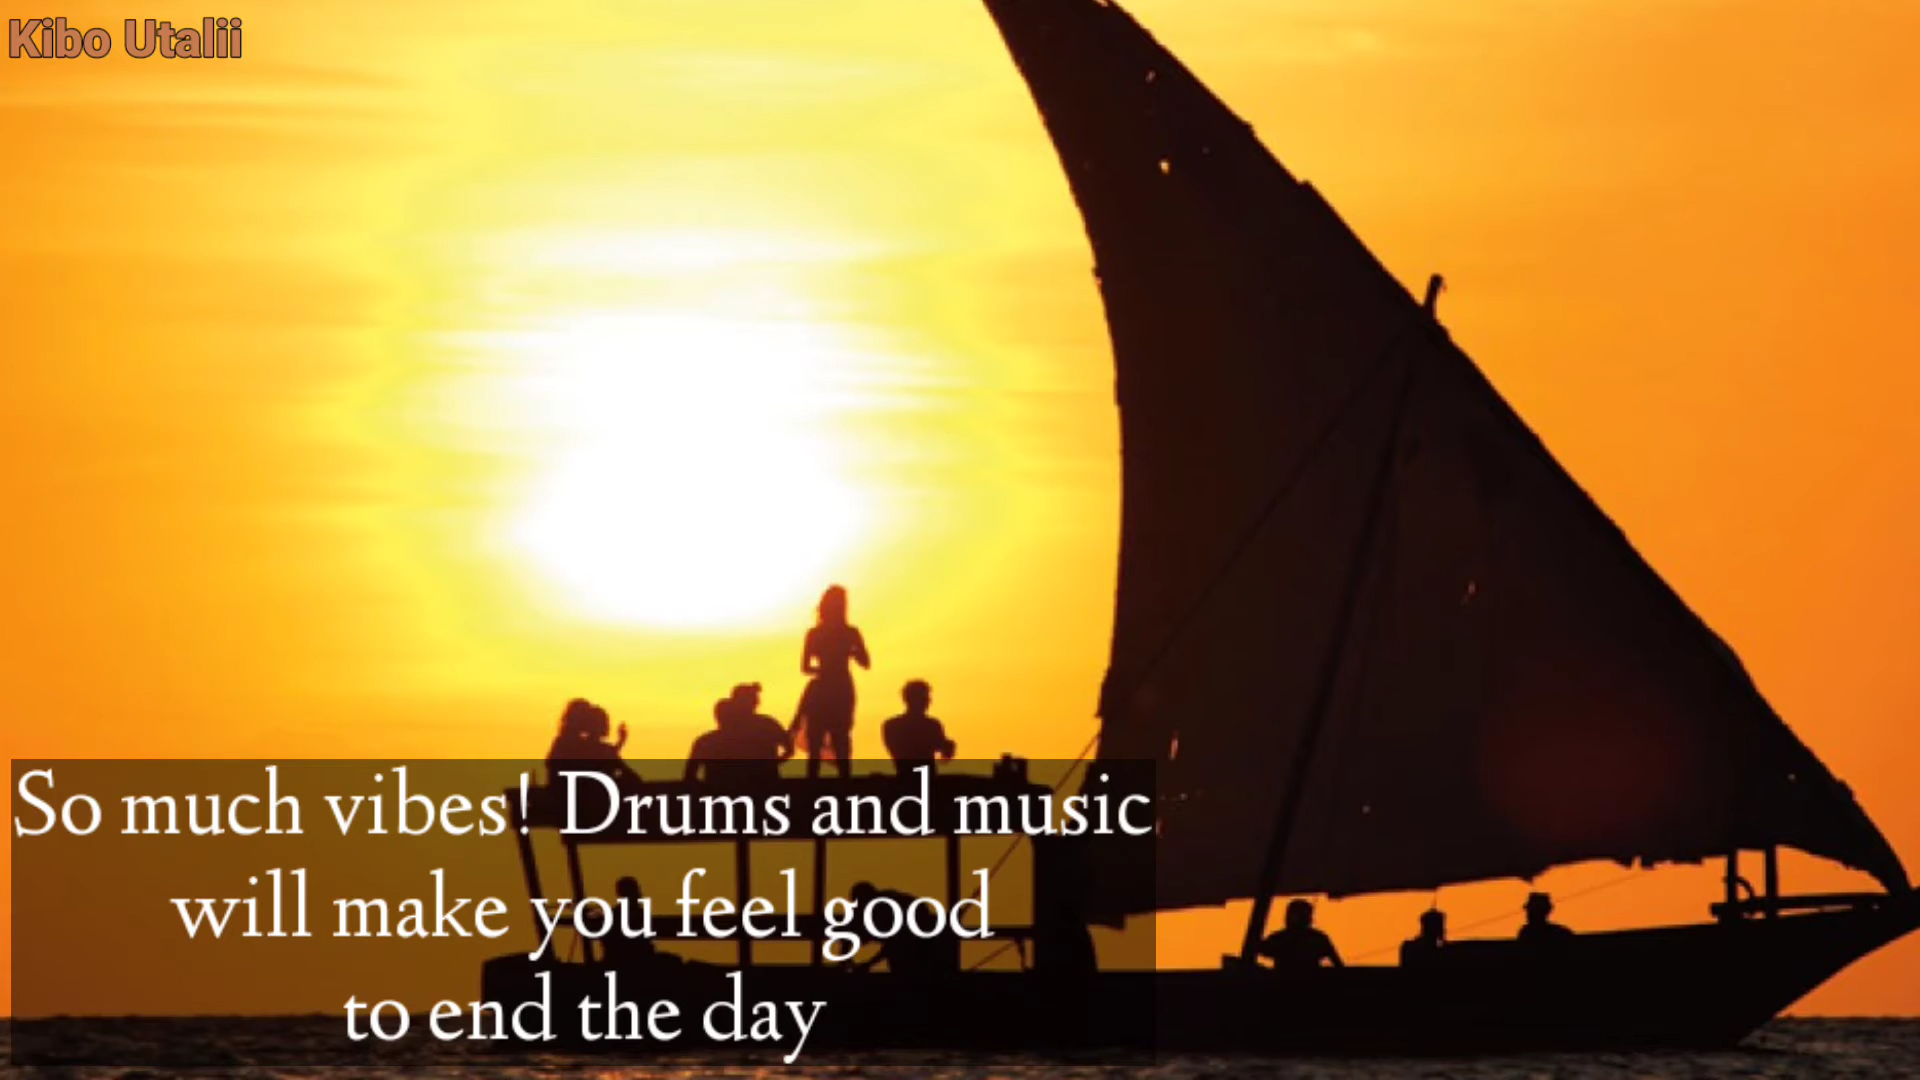 Kibo Utalii
So much vibes! Drums and music
will make you feel good
to end the day